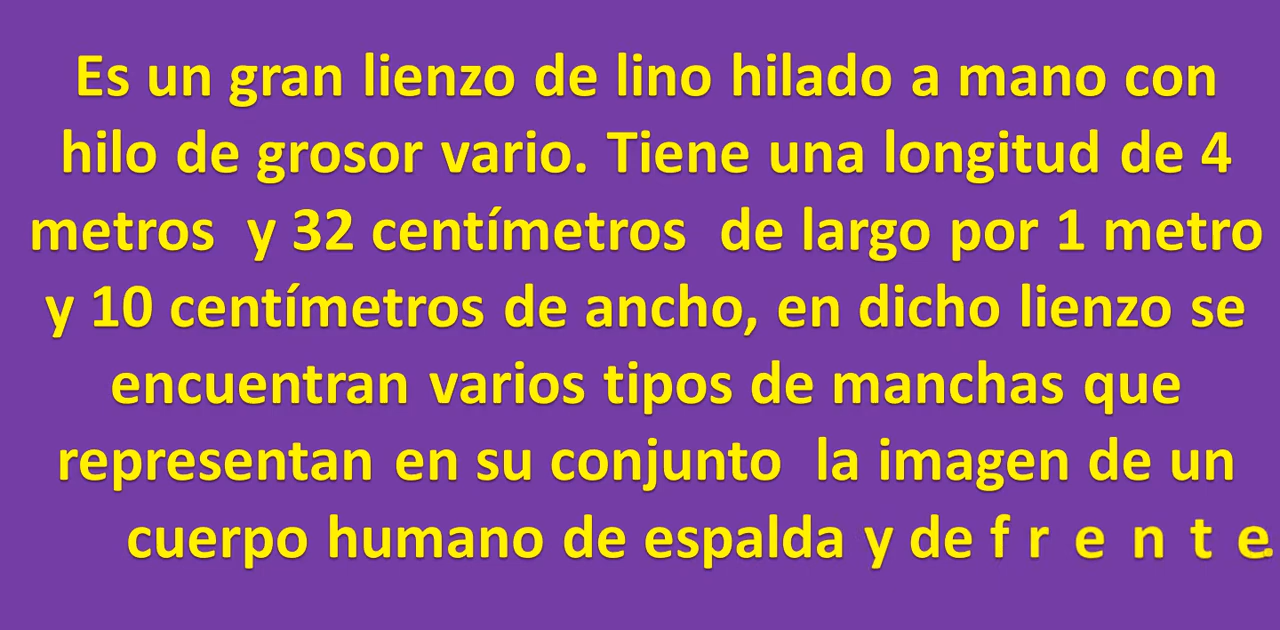 Es un gran lienzo de lino hilado a mano con
hilo de grosor vario. Tiene una longitud de 4
metros y 32 centímetros de largo por 1 metro
y 10 centímetros de ancho, en dicho lienzo se
encuentran varios tipos de manchas que
representan en su conjunto la imagen de un
cuerpo humano de espalda y de f r e n t e.